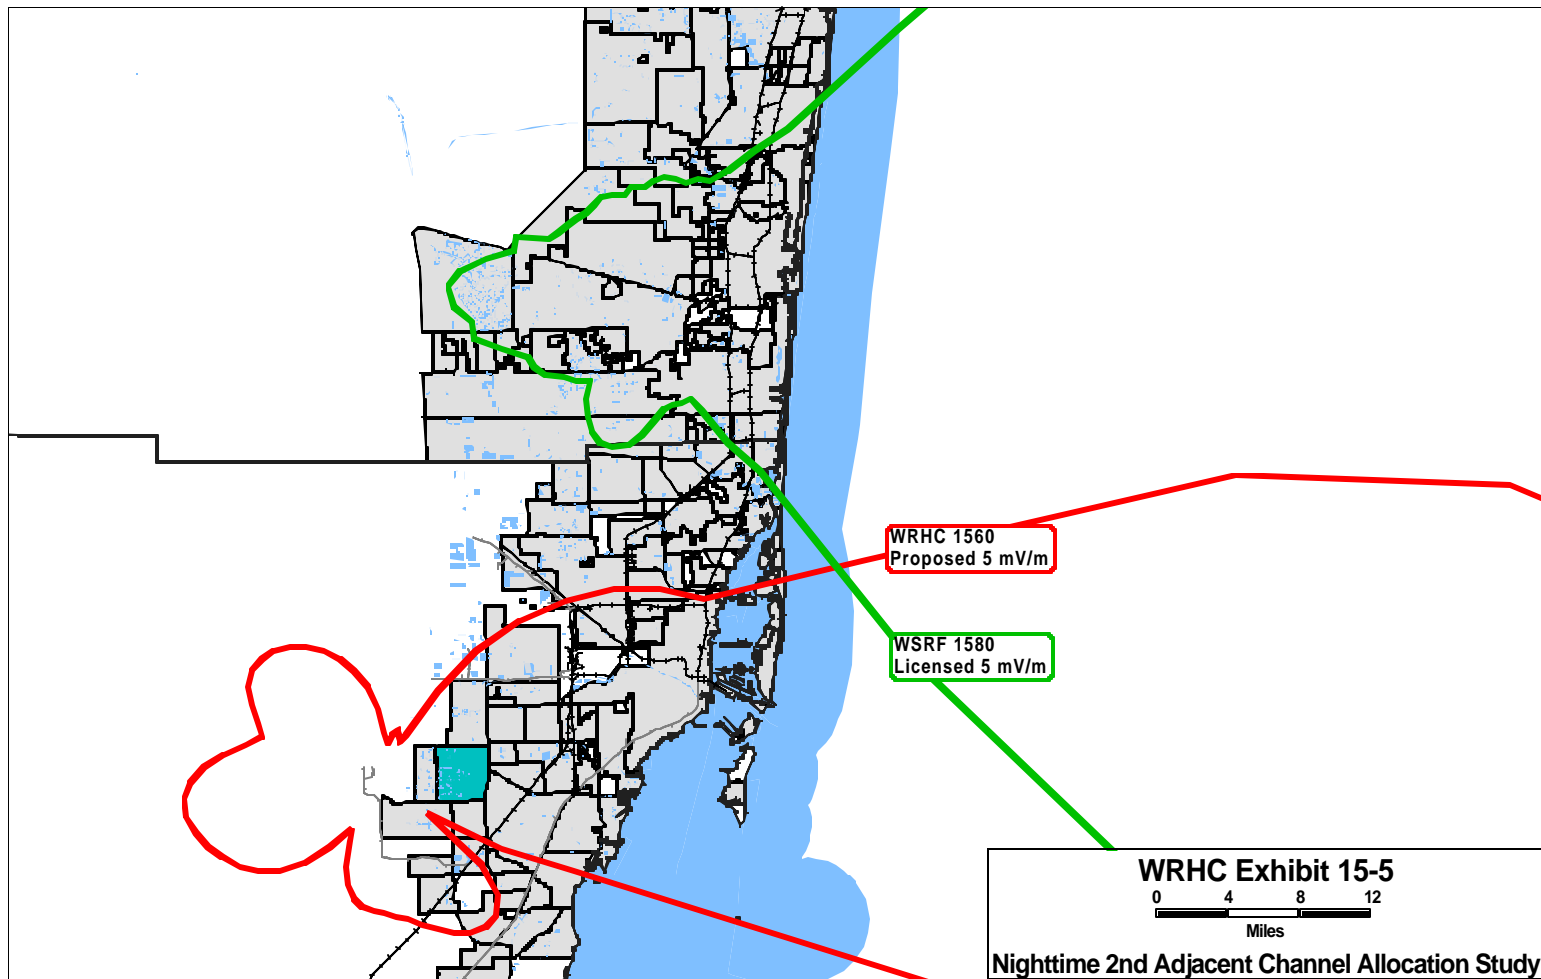 WRHC 1560
Proposed 5 mV/m
WSRF 1580
Licensed 5 mV/m
WRHC Exhibit 15-5
0 4 8 12
Miles
Nighttime 2nd Adjacent Channel Allocation Study